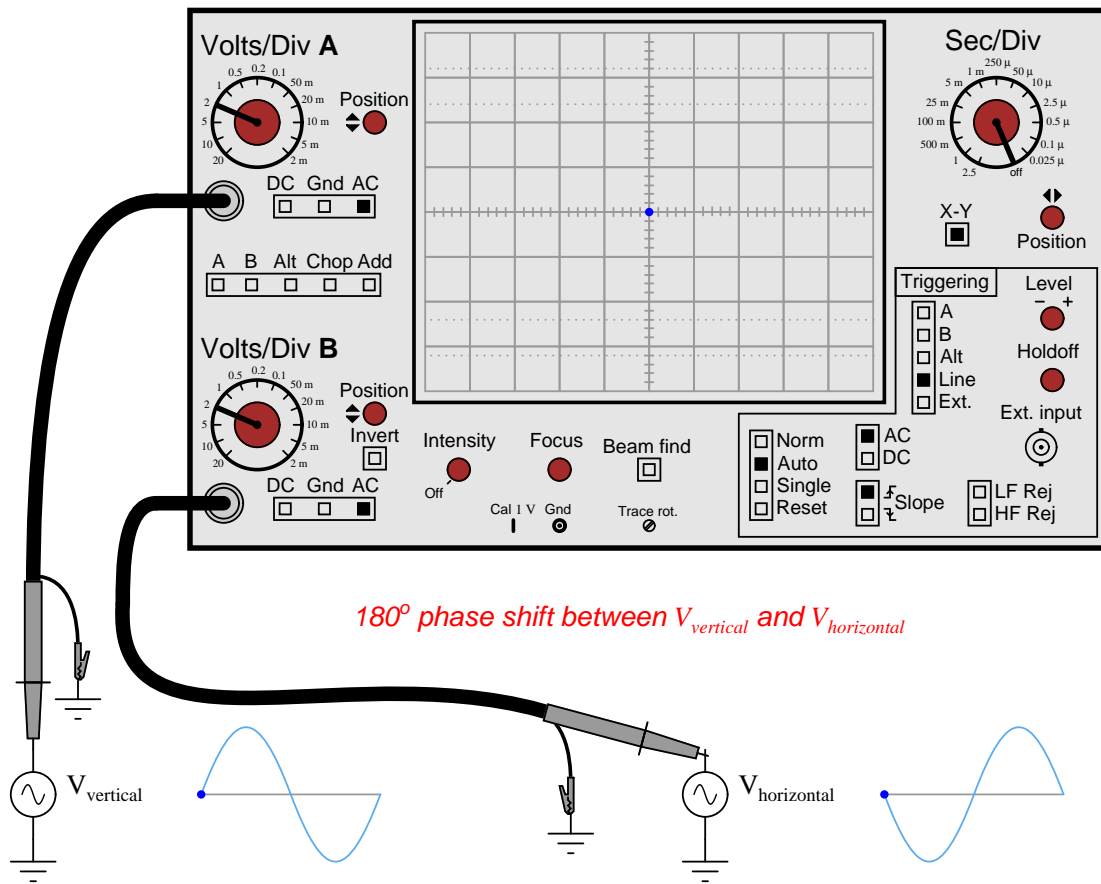 Volts/Div A
20 10 5 2 1 0.5 0.2 0.1 50 m 20 m 10 m 5 m 2 m
Position
DC Gnd AC
A B Alt Chop Add
Volts/Div B
20 10 5 2 1 0.5 0.2 0.1 50 m 20 m 10 m 5 m 2 m
Position
Invert
DC Gnd AC
Intensity
Off
Focus
Beam find
Cal 1 V Gnd
Trace rot.
Sec/Div
2.5 1 500 m 100 m 25 m 5 m 1 m 250 µ 50 µ 10 µ 2.5 µ 0.5 µ 0.1 µ 0.025 µ off
X-Y
Position
Triggering
A
B
Alt
Line
Ext.
Level
− +
Holdoff
Ext. input
Norm
Auto
Single
Reset
AC
DC
Slope
LF Rej
HF Rej
180° phase shift between Vvertical and Vhorizontal
Vvertical
Vhorizontal